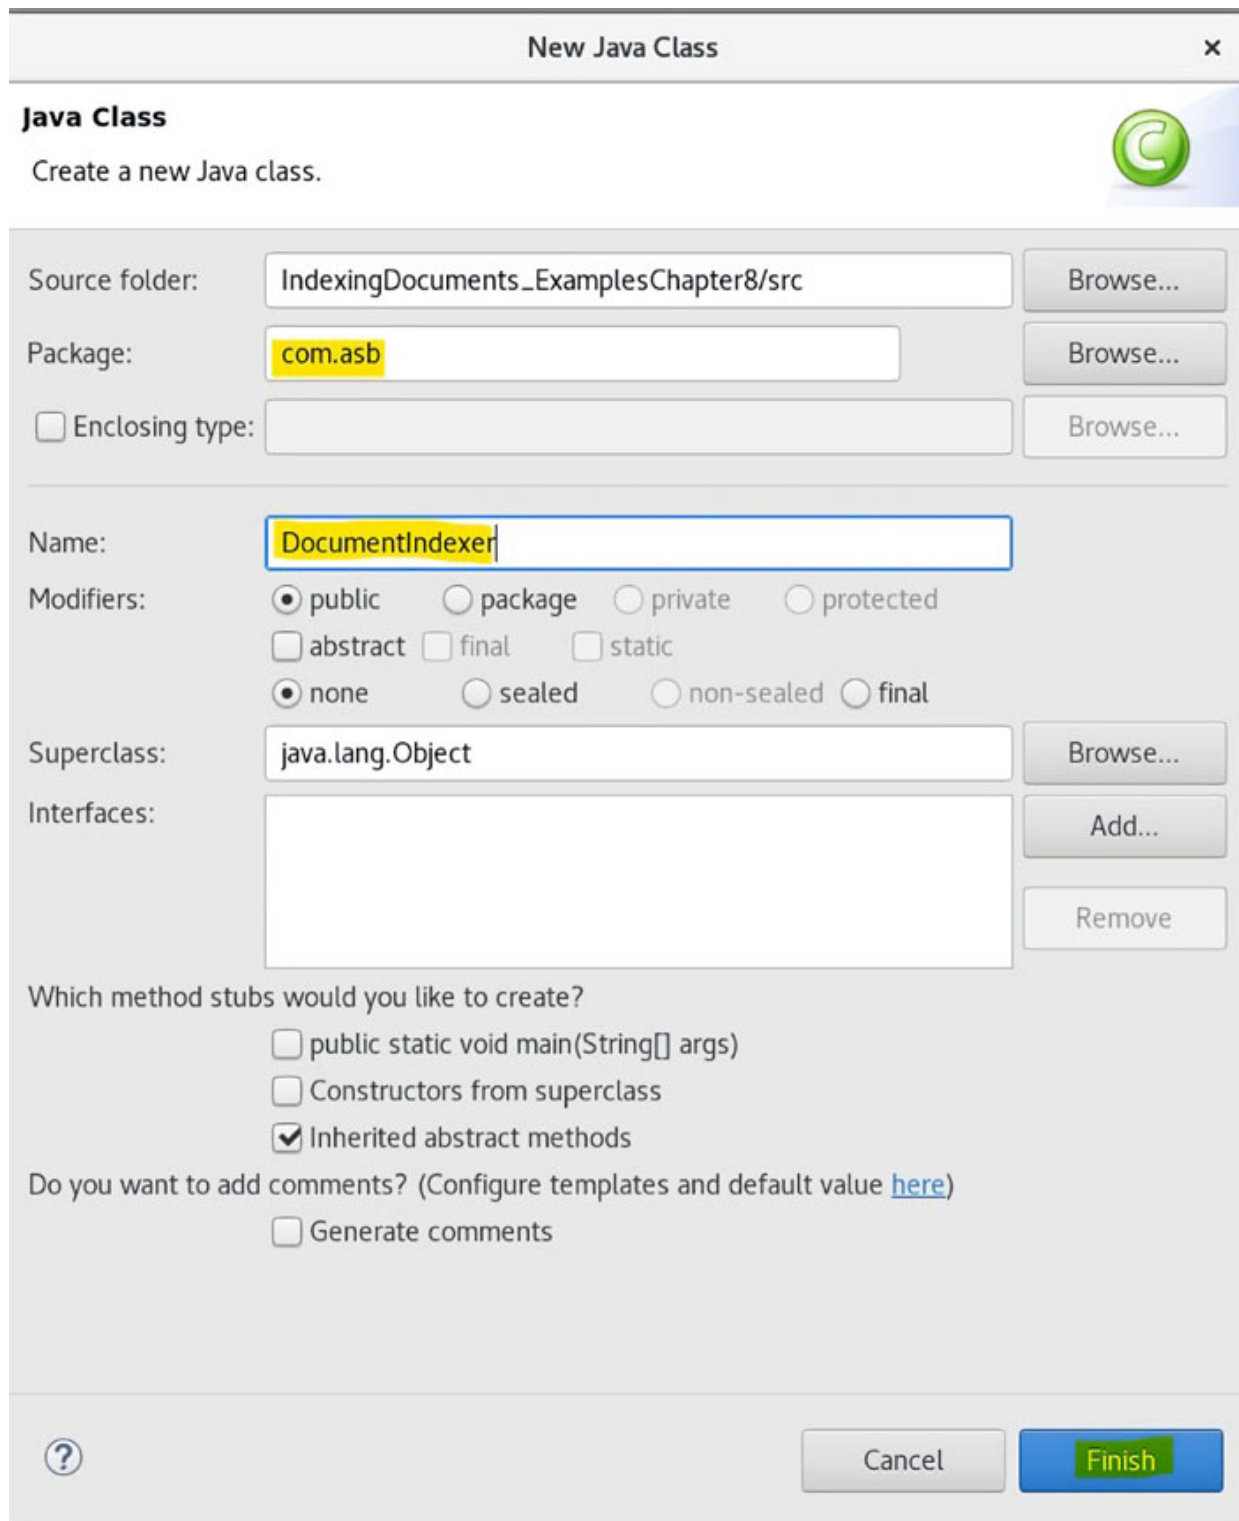 New Java Class ×
Java Class
Create a new Java class.
C
Source folder: IndexingDocuments_ExamplesChapter8/src Browse...
Package: com.asb Browse...
Enclosing type: Browse...
Name: DocumentIndexer
Modifiers: public package private protected
abstract final static
none sealed non-sealed final
Superclass: java.lang.Object Browse...
Interfaces: Add...
Remove
Which method stubs would you like to create?
public static void main(String[] args)
Constructors from superclass
Inherited abstract methods
Do you want to add comments? (Configure templates and default value here)
Generate comments
? Cancel Finish